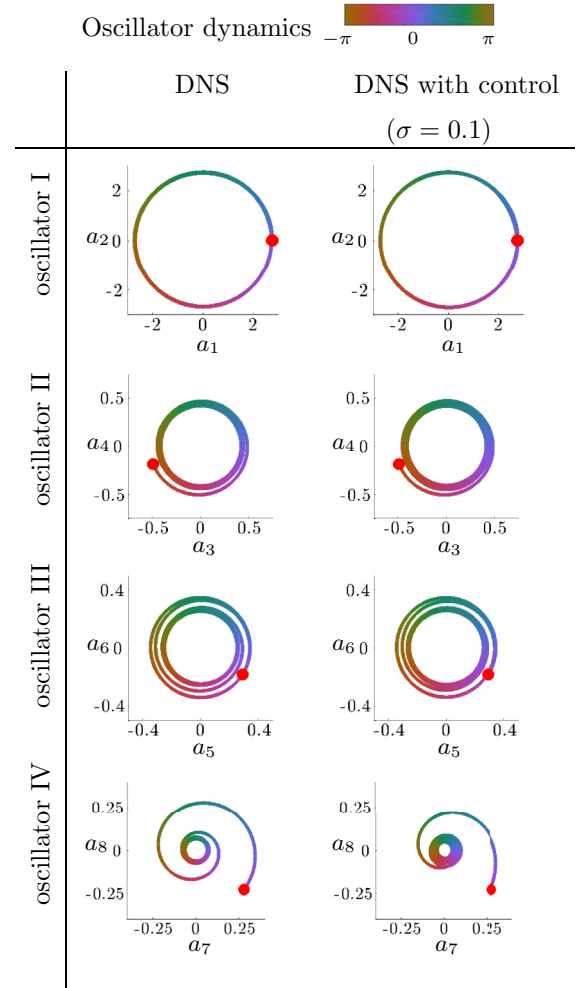 Oscillator dynamics
−π 0 π
DNS DNS with control
(σ = 0.1)
oscillator I
2
a₂ 0
-2
-2 0 2
a₁
2
a₂ 0
-2
-2 0 2
a₁
oscillator II
0.5
a₄ 0
-0.5
-0.5 0 0.5
a₃
0.5
a₄ 0
-0.5
-0.5 0 0.5
a₃
oscillator III
0.4
a₆ 0
-0.4
-0.4 0 0.4
a₅
0.4
a₆ 0
-0.4
-0.4 0 0.4
a₅
oscillator IV
0.25
a₈ 0
-0.25
-0.25 0 0.25
a₇
0.25
a₈ 0
-0.25
-0.25 0 0.25
a₇